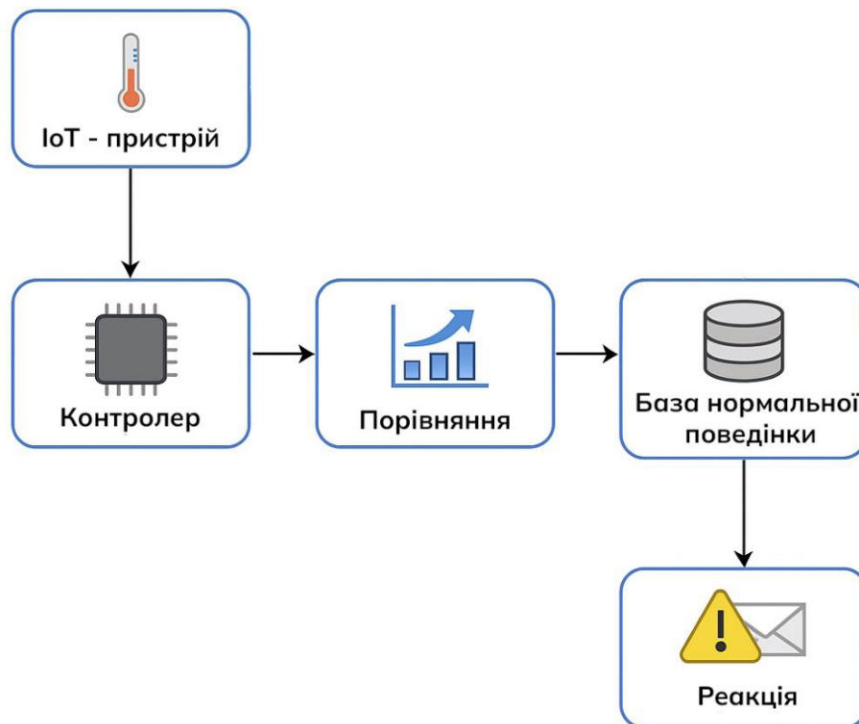 IoT - пристрій
Контролер
Порівняння
База нормальної
поведінки
Реакція